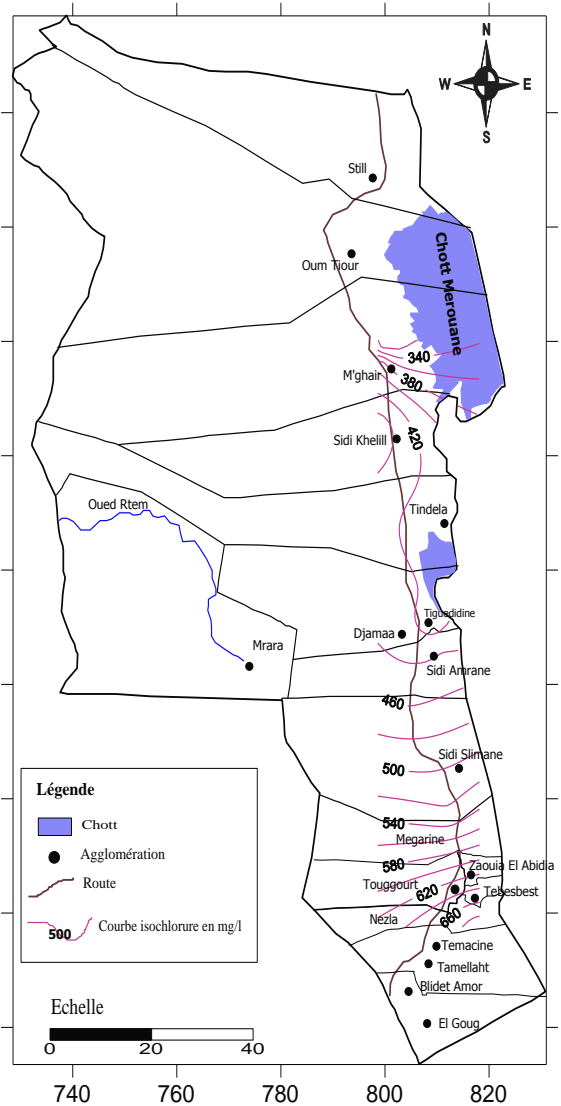 N
W E
S
Still
Oum Tiour
Chott Merouane
340
M'ghair
380
420
Sidi Khelill
Tindela
Oued Rtem
Tiguedidine
Djamaa
Mrara
Sidi Amrane
460
Sidi Slimane
500
540
Megarine
580
Zaouia El Abidia
Touggourt
620
Tebesbest
Nezla
660
Temacine
Tamellaht
Blidet Amor
El Goug
Légende
Chott
Agglomération
Route
500 Courbe isochlorure en mg/l
Echelle
0 20 40
740 760 780 800 820